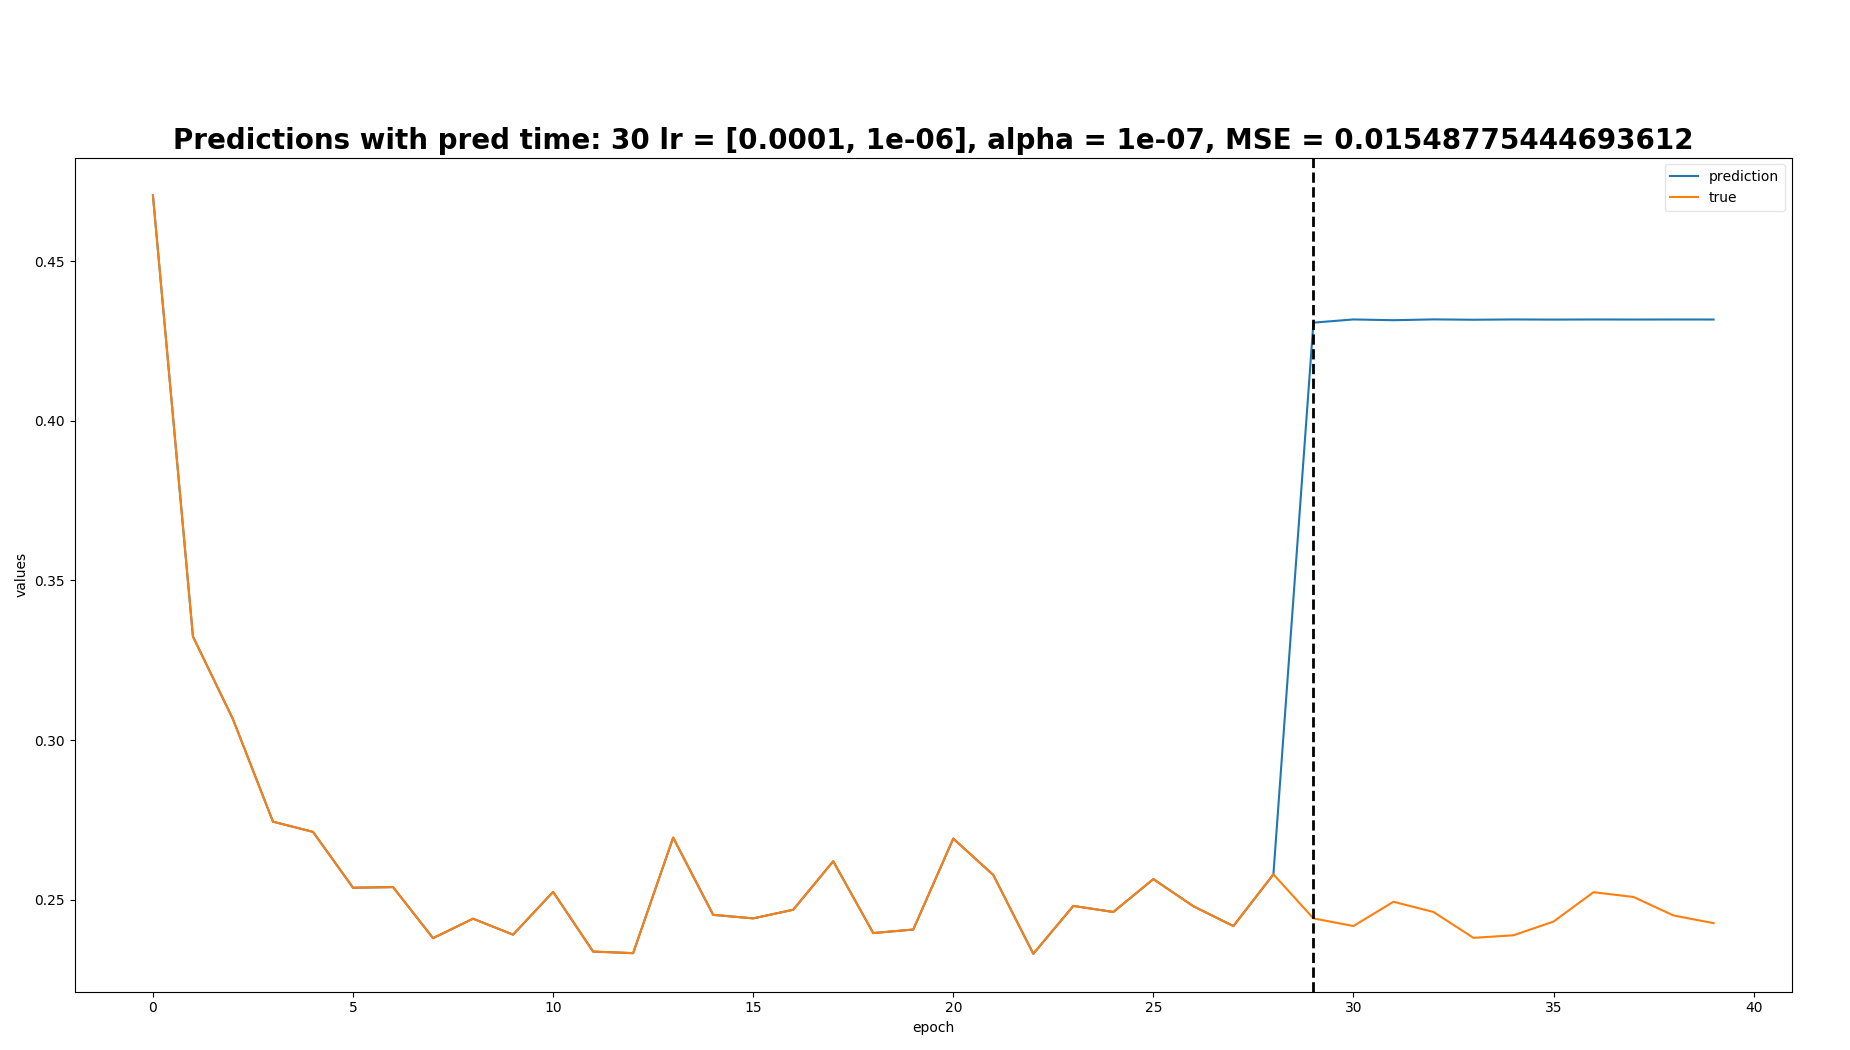 Predictions with pred time: 30 lr = [0.0001, 1e-06], alpha = 1e-07, MSE = 0.01548775444693612
prediction
true
values
0.45
0.40
0.35
0.30
0.25
0 5 10 15 20 25 30 35 40
epoch